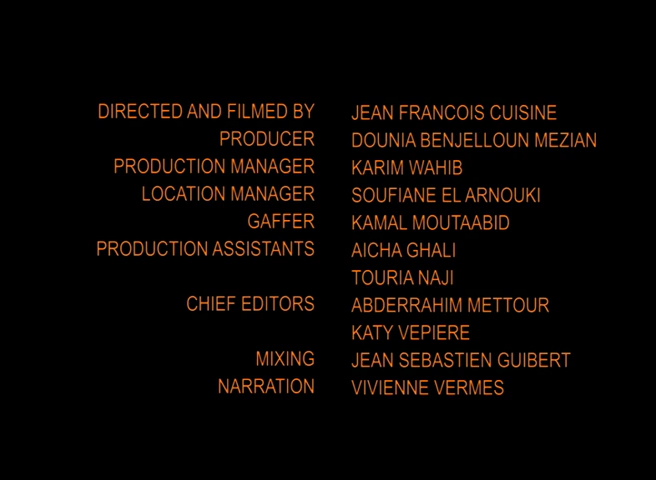 DIRECTED AND FILMED BY JEAN FRANCOIS CUISINE
PRODUCER DOUNIA BENJELLOUN MEZIAN
PRODUCTION MANAGER KARIM WAHIB
LOCATION MANAGER SOUFIANE EL ARNOUKI
GAFFER KAMAL MOUTAABID
PRODUCTION ASSISTANTS AICHA GHALI
TOURIA NAJI
CHIEF EDITORS ABDERRAHIM METTOUR
KATY VEPIERE
MIXING JEAN SEBASTIEN GUIBERT
NARRATION VIVIENNE VERMES